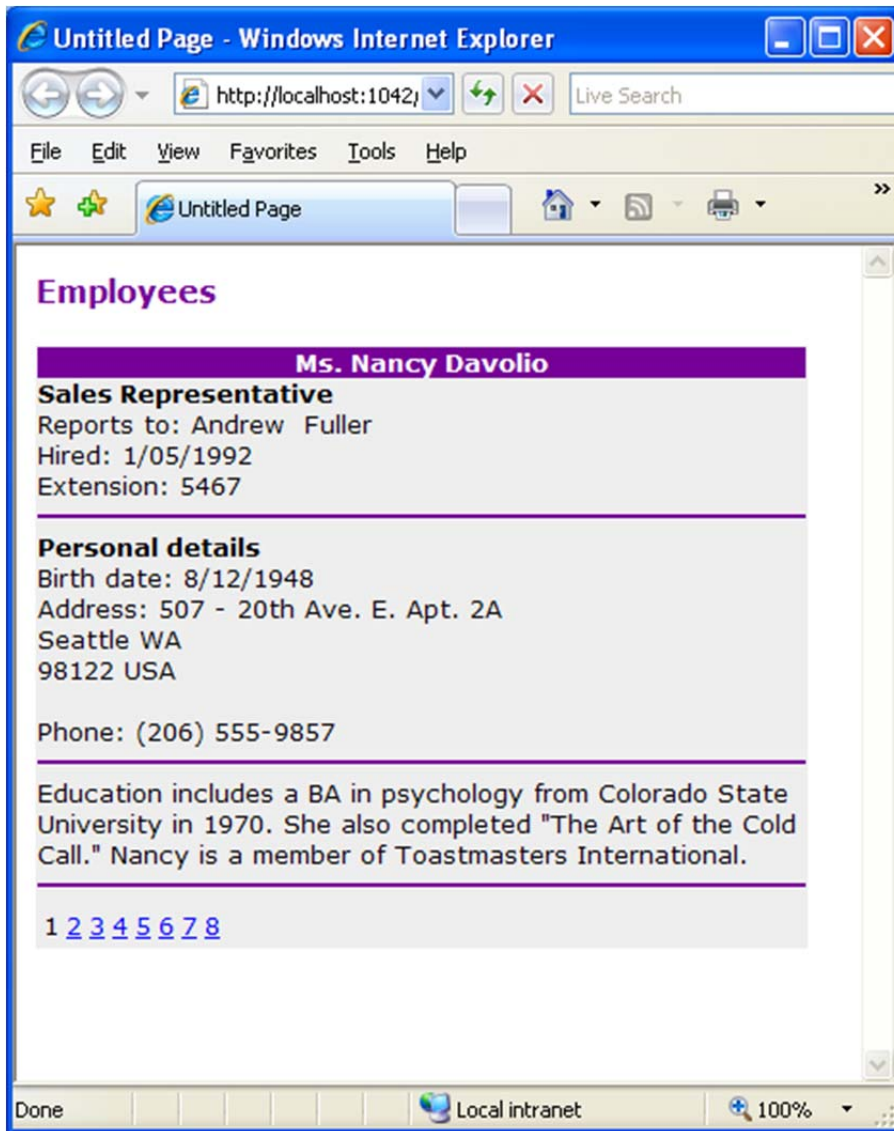 Untitled Page - Windows Internet Explorer
http://localhost:1042/
Live Search
File Edit View Favorites Tools Help
Untitled Page
»
Employees
Ms. Nancy Davolio
Sales Representative
Reports to: Andrew  Fuller
Hired: 1/05/1992
Extension: 5467
Personal details
Birth date: 8/12/1948
Address: 507 - 20th Ave. E. Apt. 2A
Seattle WA
98122 USA
Phone: (206) 555-9857
Education includes a BA in psychology from Colorado State
University in 1970. She also completed "The Art of the Cold
Call." Nancy is a member of Toastmasters International.
1 2 3 4 5 6 7 8
Done Local intranet 100%